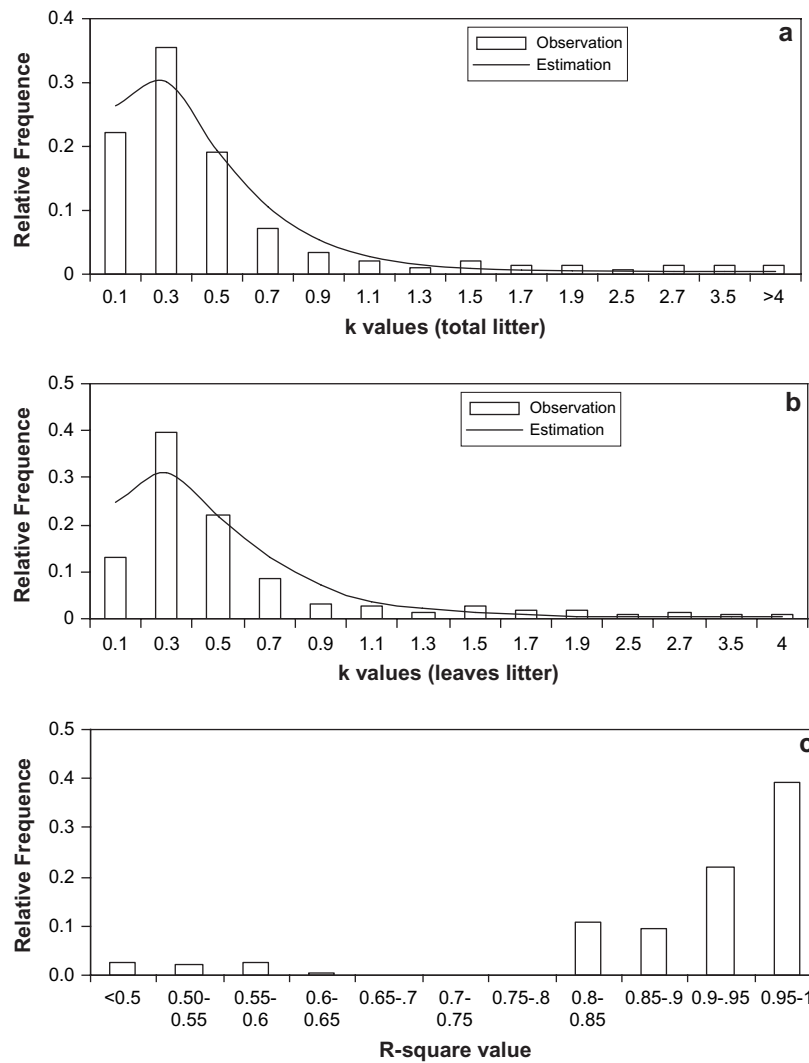 a
Observation
Estimation
Relative Frequence
0.4
0.3
0.2
0.1
0
0.1 0.3 0.5 0.7 0.9 1.1 1.3 1.5 1.7 1.9 2.5 2.7 3.5 >4
k values (total litter)
b
Observation
Estimation
Relative Frequence
0.5
0.4
0.3
0.2
0.1
0
0.1 0.3 0.5 0.7 0.9 1.1 1.3 1.5 1.7 1.9 2.5 2.7 3.5 4
k values (leaves litter)
c
Relative Frequence
0.5
0.4
0.3
0.2
0.1
0.0
<0.5 0.50- 0.55- 0.6- 0.65-.7 0.7- 0.75-.8 0.8- 0.85-.9 0.9-.95 0.95-1
0.55 0.6 0.65 0.75 0.85
R-square value